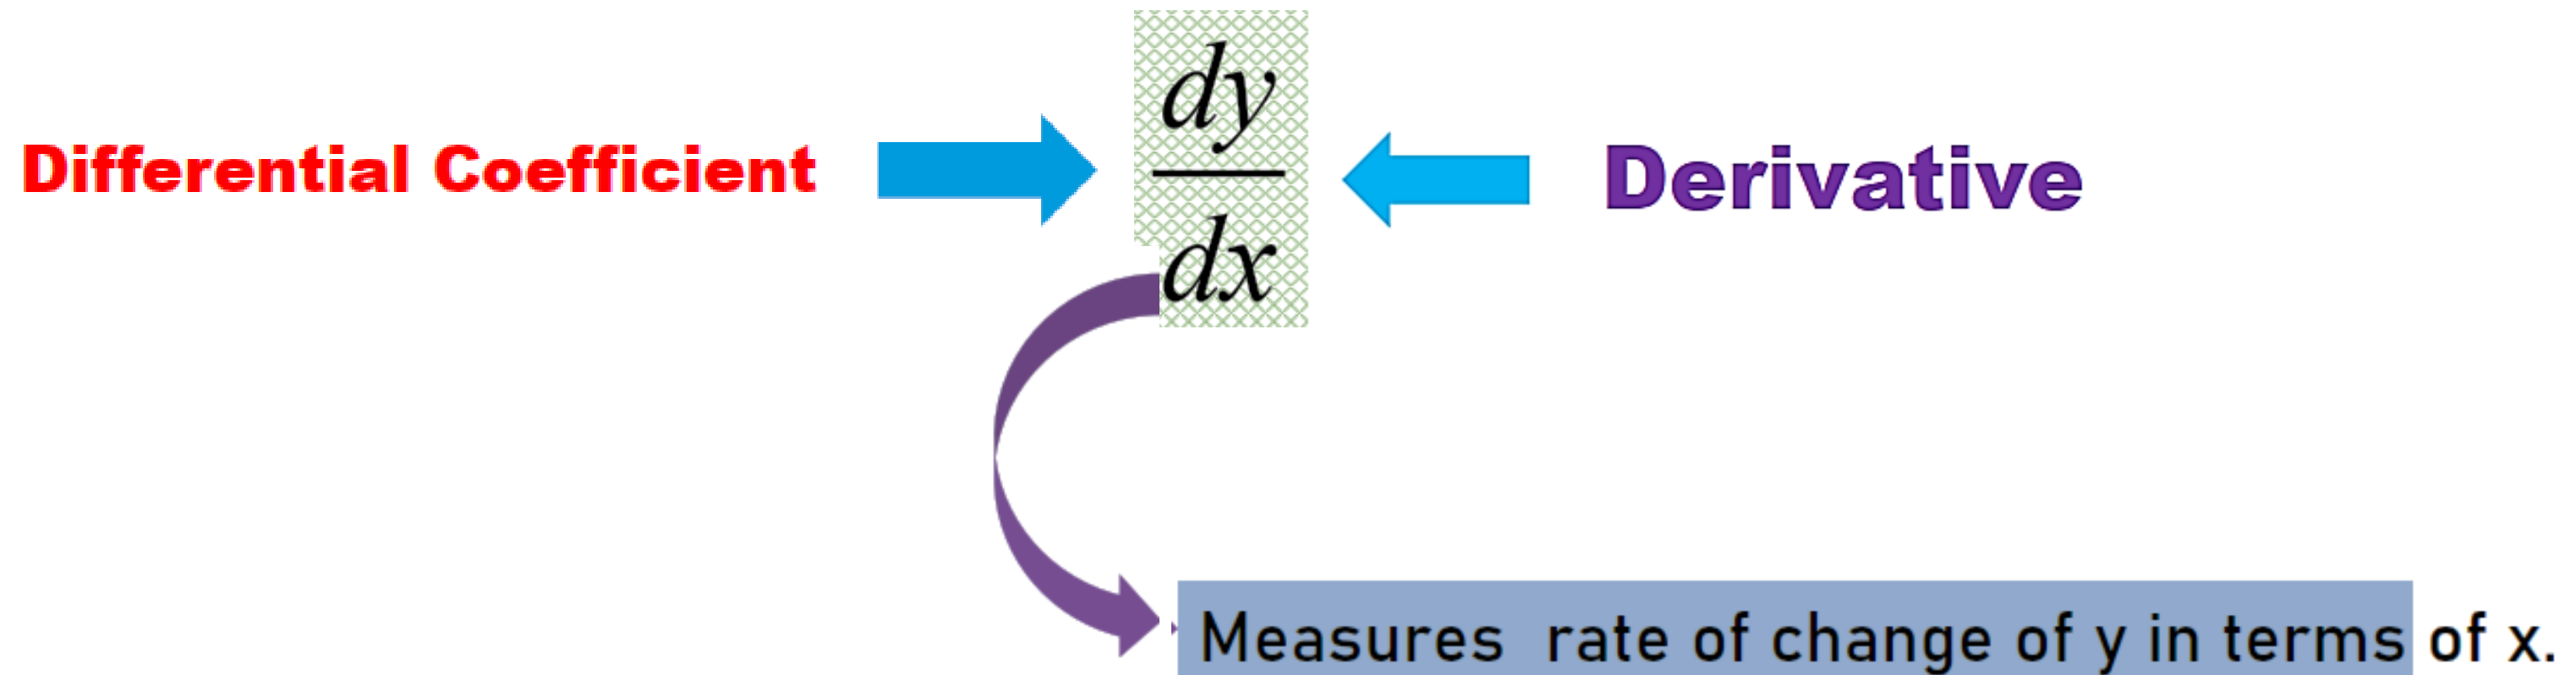 dy
Differential Coefficient
Derivative
dx
Measures rate of change of y in terms of x.